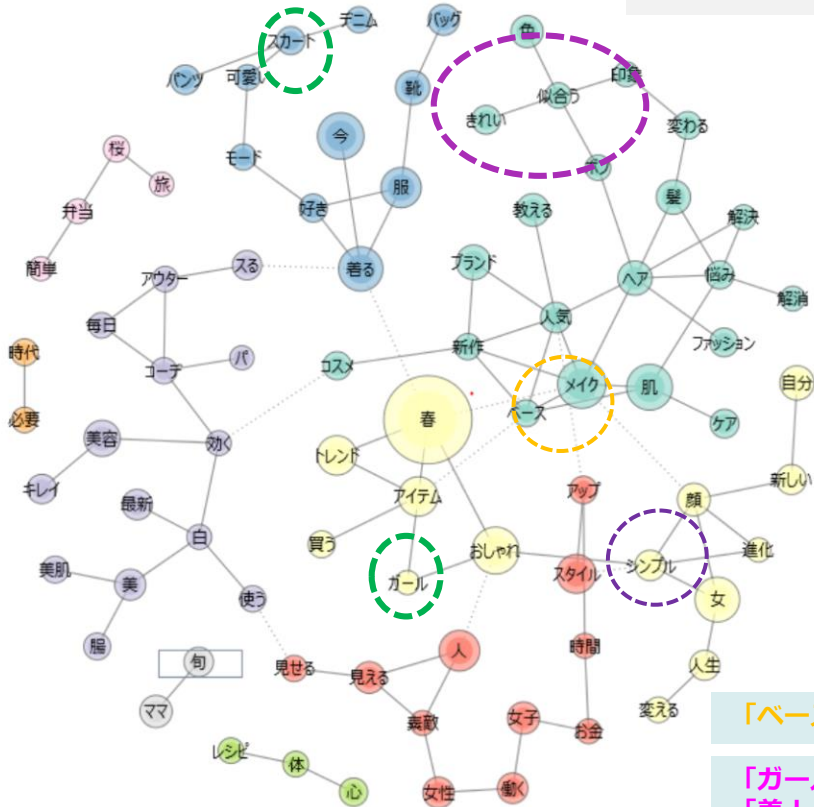 デニム
バッグ
スカート
色
パンツ
可愛い
靴
印象
似合う
きれい
変わる
今
桜
モード
服
ボン
旅
好き
髪
教える
弁当
解決
簡単
アウター
スる
着る
ブランド
ヘア
悩み
解消
毎日
人気
時代
コーデ
パ
コスメ
新作
ファッション
メイク
肌
自分
必要
春
ベース
ケア
美容
効く
トレンド
キレイ
最新
アイテム
アップ
顔
新しい
白
買う
おしゃれ
進化
美肌
美
ガール
スタイル
シンプル
使う
女
腸
時間
旬
見せる
見える
人
人生
ママ
素敵
女子
お金
変える
レシピ
体
心
女性
働く
「ベー
「ガー